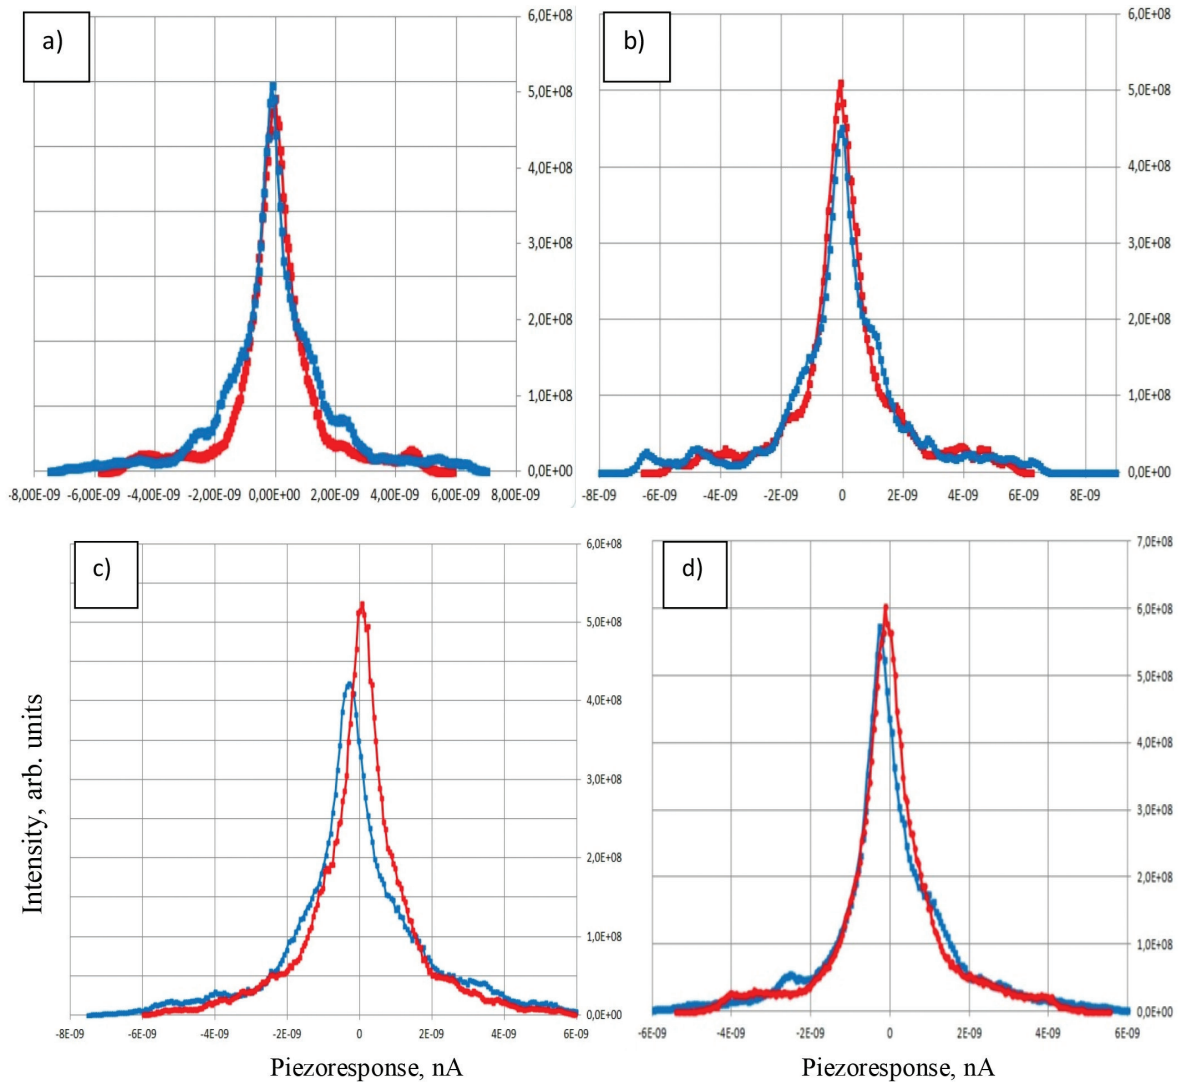 a)
6,0E+08
5,0E+08
4,0E+08
3,0E+08
2,0E+08
1,0E+08
0,0E+00
-8,00E-09 -6,00E-09 -4,00E-09 -2,00E-09 0,00E+00 2,00E-09 4,00E-09 6,00E-09 8,00E-09
b)
6,0E+08
5,0E+08
4,0E+08
3,0E+08
2,0E+08
1,0E+08
0,0E+00
-8E-09 -6E-09 -4E-09 -2E-09 0 2E-09 4E-09 6E-09 8E-09
c)
6,0E+08
5,0E+08
4,0E+08
3,0E+08
2,0E+08
1,0E+08
0,0E+00
-8E-09 -6E-09 -4E-09 -2E-09 0 2E-09 4E-09 6E-09
Intensity, arb. units
Piezoresponse, nA
d)
7,0E+08
6,0E+08
5,0E+08
4,0E+08
3,0E+08
2,0E+08
1,0E+08
0,0E+00
-6E-09 -4E-09 -2E-09 0 2E-09 4E-09 6E-09
Piezoresponse, nA